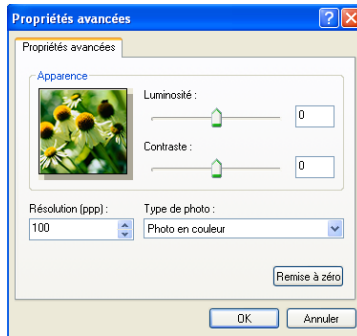 Propriétés avancées
Propriétés avancées
Apparence
Luminosité :
0
Contraste :
0
Résolution (ppp) :
Type de photo :
100
Photo en couleur
Remise à zéro
OK
Annuler